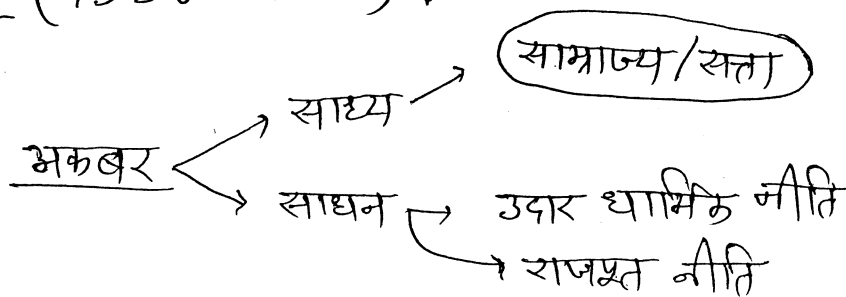 साम्राज्य/सत्ता
साध्य
अकबर
साधन → उदार धार्मिक नीति
→ राजपूत नीति